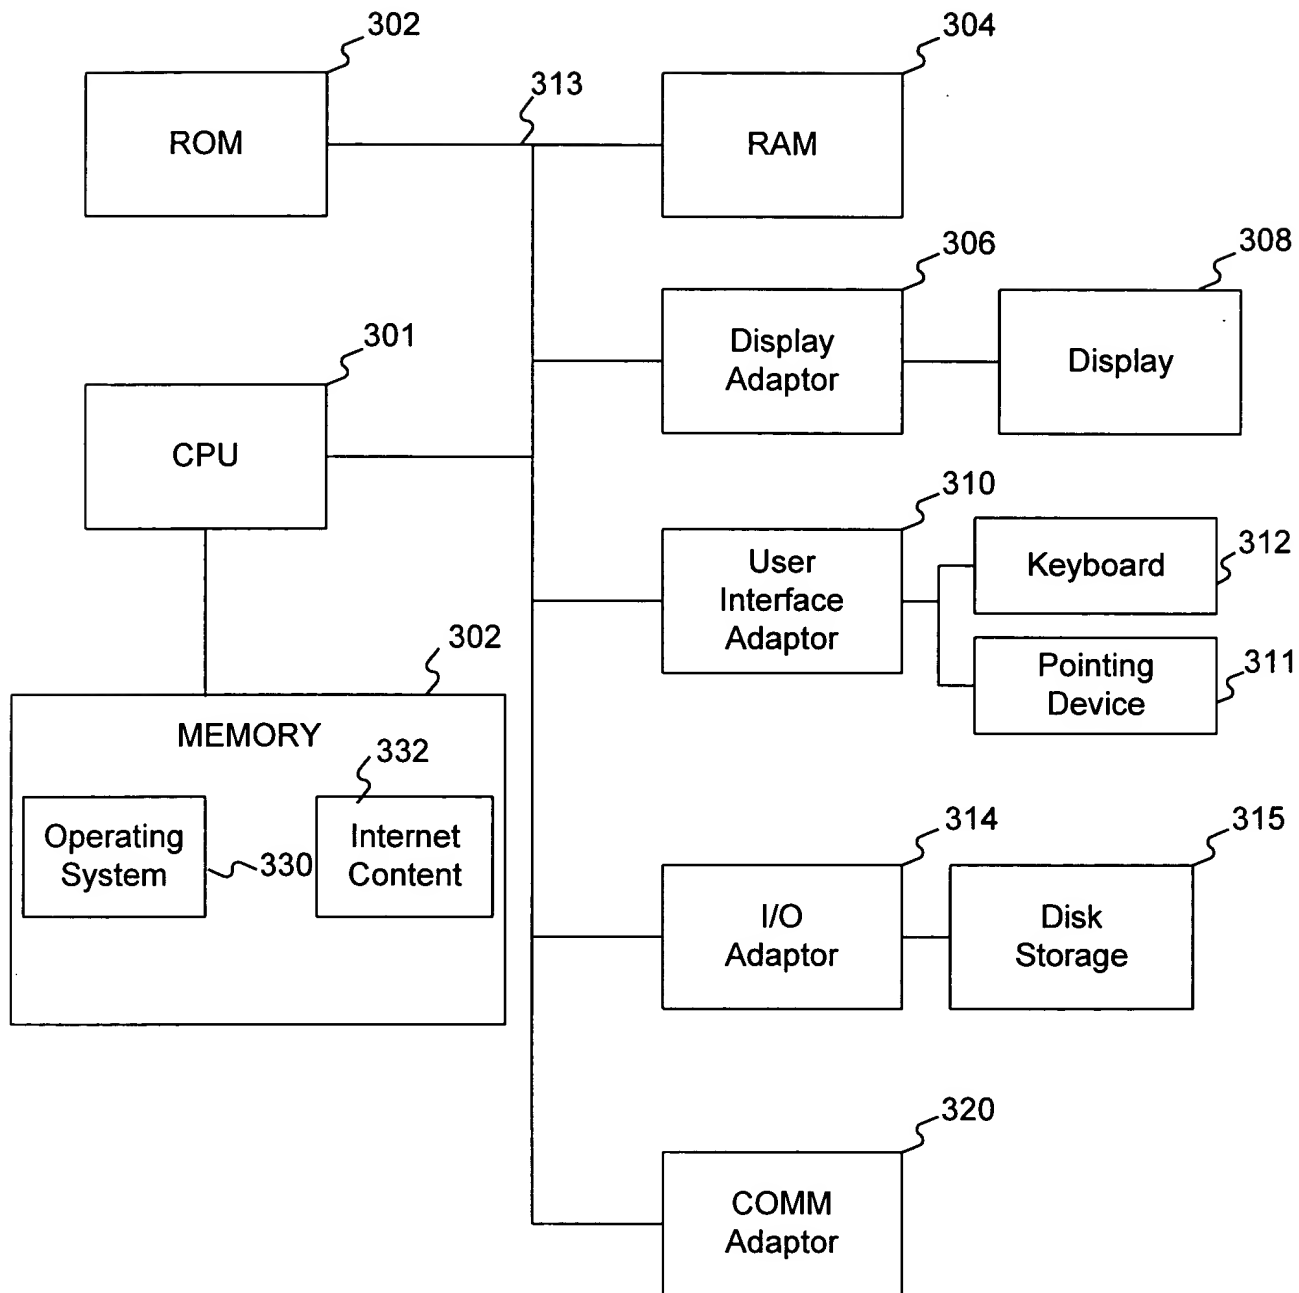 302
304
313
ROM
RAM
306
308
301
Display
Adaptor
Display
CPU
310
User
Interface
Adaptor
Keyboard
312
302
Pointing
Device
311
MEMORY
332
Operating
System
330
Internet
Content
314
315
I/O
Adaptor
Disk
Storage
320
COMM
Adaptor